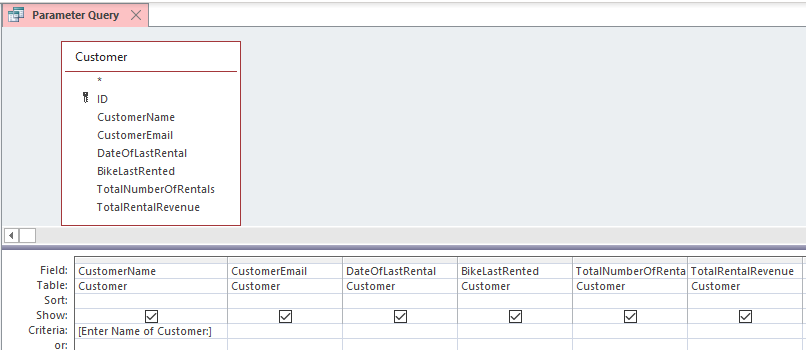 Parameter Query
Customer
*
ID
CustomerName
CustomerEmail
DateOfLastRental
BikeLastRented
TotalNumberOfRentals
TotalRentalRevenue
Field: CustomerName CustomerEmail DateOfLastRental BikeLastRented TotalNumberOfRenta TotalRentalRevenue
Table: Customer Customer Customer Customer Customer Customer
Sort:
Show:
Criteria: [Enter Name of Customer:]
or: